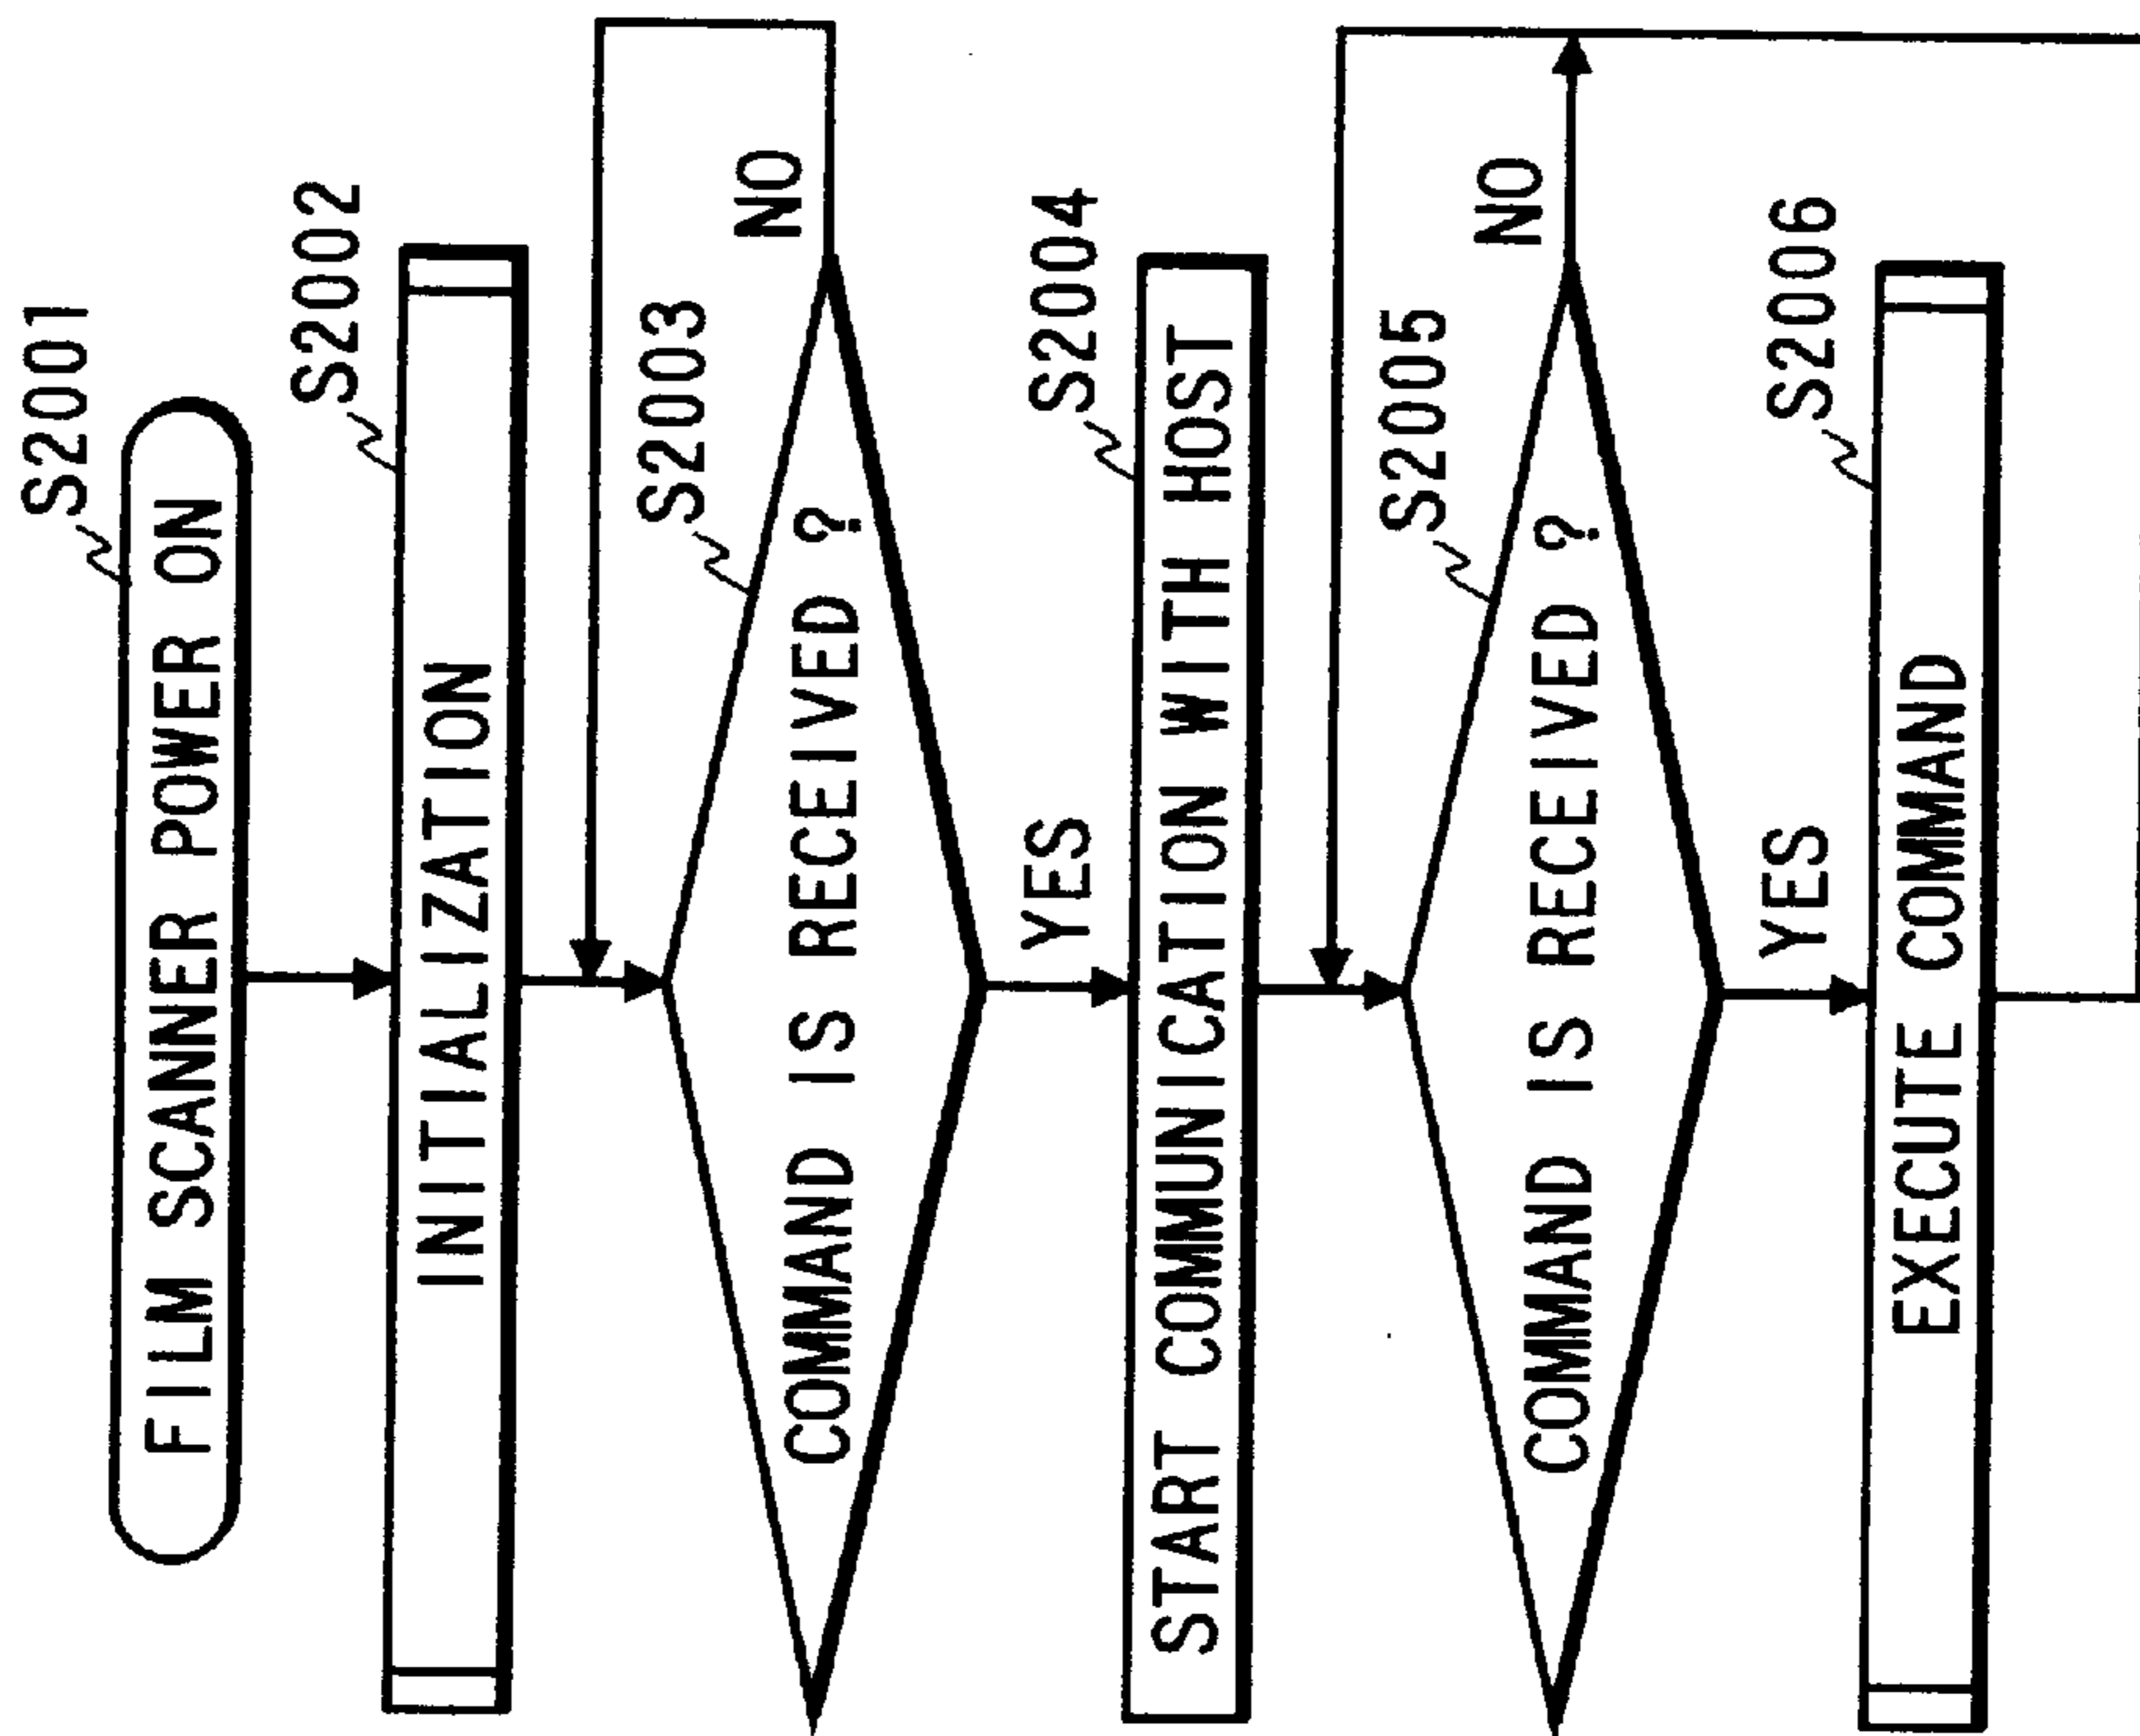 S2001
FILM SCANNER POWER ON
S2002
INITIALIZATION
S2003
COMMAND IS RECEIVED ?
NO
YES
S2004
START COMMUNICATION WITH HOST
S2005
COMMAND IS RECEIVED ?
NO
YES
S2006
EXECUTE COMMAND